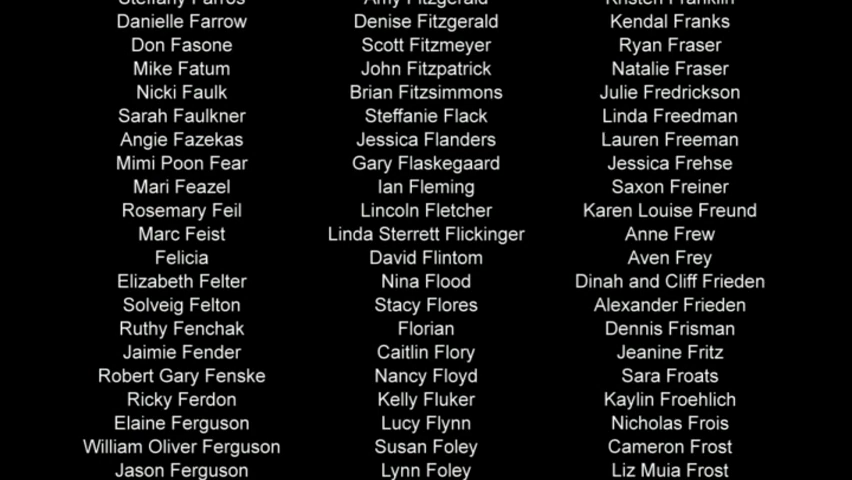 Steffany Farros
Danielle Farrow
Don Fasone
Mike Fatum
Nicki Faulk
Sarah Faulkner
Angie Fazekas
Mimi Poon Fear
Mari Feazel
Rosemary Feil
Marc Feist
Felicia
Elizabeth Felter
Solveig Felton
Ruthy Fenchak
Jaimie Fender
Robert Gary Fenske
Ricky Ferdon
Elaine Ferguson
William Oliver Ferguson
Jason Ferguson
Amy Fitzgerald
Denise Fitzgerald
Scott Fitzmeyer
John Fitzpatrick
Brian Fitzsimmons
Steffanie Flack
Jessica Flanders
Gary Flaskegaard
Ian Fleming
Lincoln Fletcher
Linda Sterrett Flickinger
David Flintom
Nina Flood
Stacy Flores
Florian
Caitlin Flory
Nancy Floyd
Kelly Fluker
Lucy Flynn
Susan Foley
Lynn Foley
Kristen Franklin
Kendal Franks
Ryan Fraser
Natalie Fraser
Julie Fredrickson
Linda Freedman
Lauren Freeman
Jessica Frehse
Saxon Freiner
Karen Louise Freund
Anne Frew
Aven Frey
Dinah and Cliff Frieden
Alexander Frieden
Dennis Frisman
Jeanine Fritz
Sara Froats
Kaylin Froehlich
Nicholas Frois
Cameron Frost
Liz Muia Frost